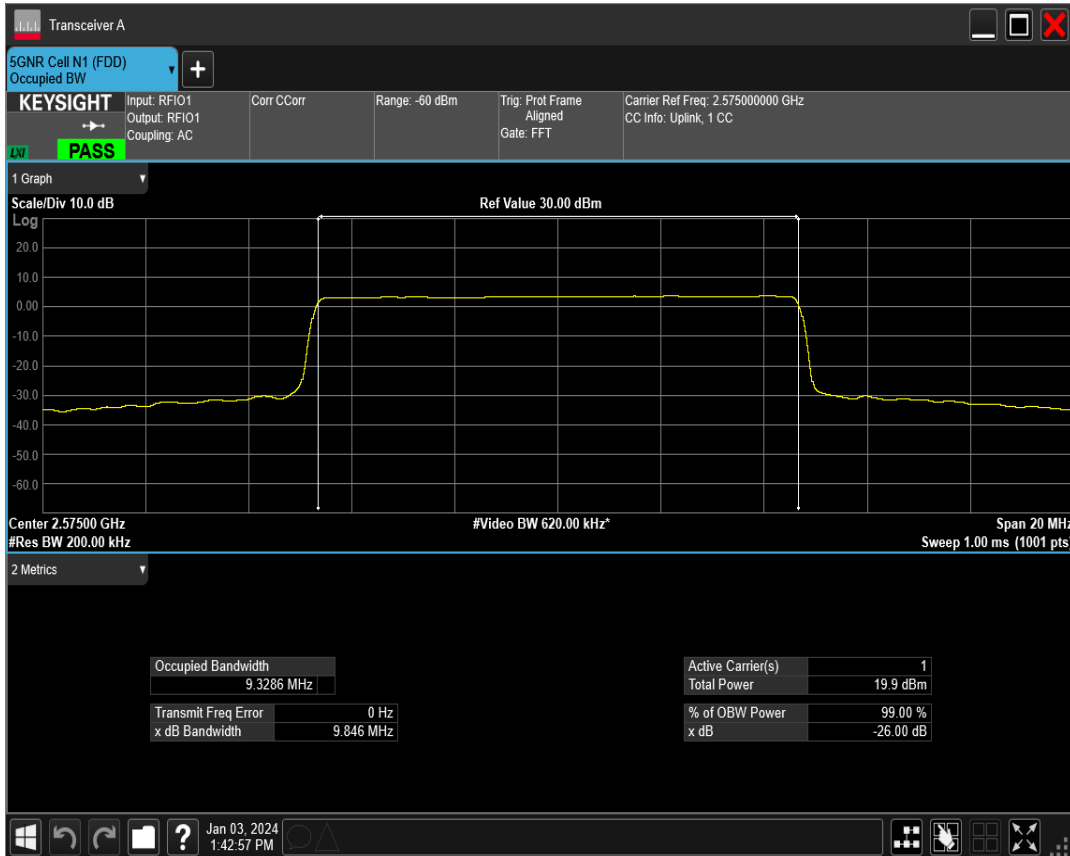 Transceiver A
5GNR Cell N1 (FDD)
Occupied BW
+
KEYSIGHT
LXI
PASS
Input: RFIO1
Output: RFIO1
Coupling: AC
Corr CCorr
Range: -60 dBm
Trig: Prot Frame
Aligned
Gate: FFT
Carrier Ref Freq: 2.575000000 GHz
CC Info: Uplink, 1 CC
1 Graph
Scale/Div 10.0 dB
Ref Value 30.00 dBm
Log
20.0
10.0
0.00
-10.0
-20.0
-30.0
-40.0
-50.0
-60.0
Center 2.57500 GHz
#Video BW 620.00 kHz*
Span 20 MHz
#Res BW 200.00 kHz
Sweep 1.00 ms (1001 pts)
2 Metrics
Occupied Bandwidth
9.3286 MHz
Transmit Freq Error 0 Hz
x dB Bandwidth 9.846 MHz
Active Carrier(s) 1
Total Power 19.9 dBm
% of OBW Power 99.00 %
x dB -26.00 dB
?
Jan 03, 2024
1:42:57 PM